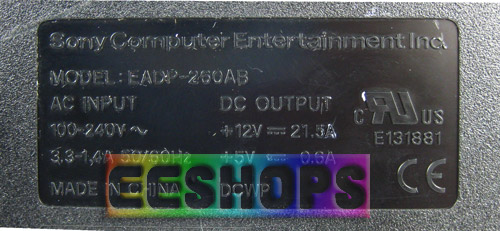 Sony Computer Entertainment Inc.
MODEL: EADP-260AB
AC INPUT
100-240V ~
3.3-1.4A 50/60Hz
DC OUTPUT
+12V ⎓ 21.5A
+5V ⎓ 0.6A
MADE IN CHINA
DCWP
C RU US
E131881
CE
EESHOPS